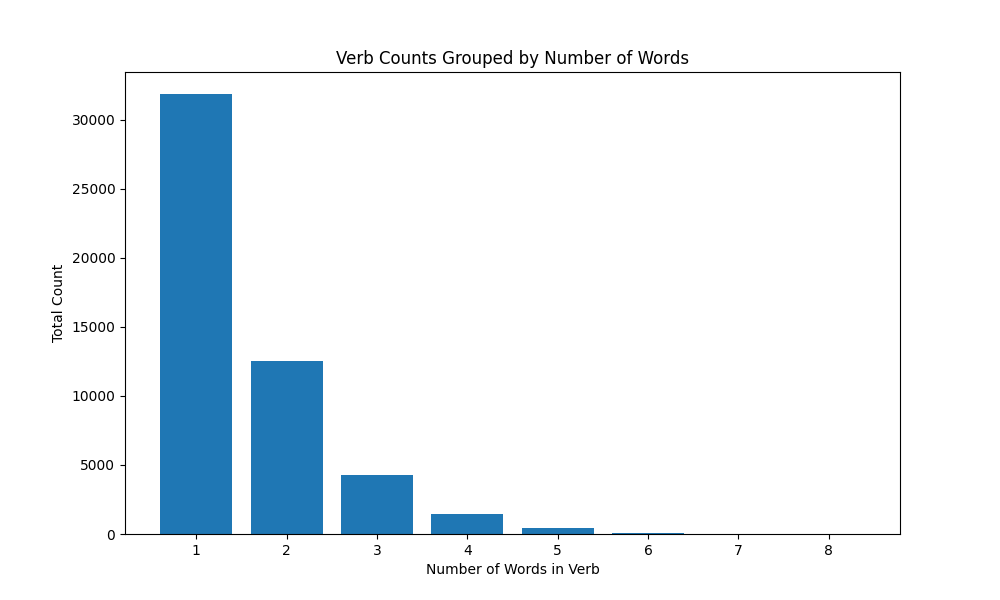 Verb Counts Grouped by Number of Words
Total Count
30000
25000
20000
15000
10000
5000
0
1 2 3 4 5 6 7 8
Number of Words in Verb